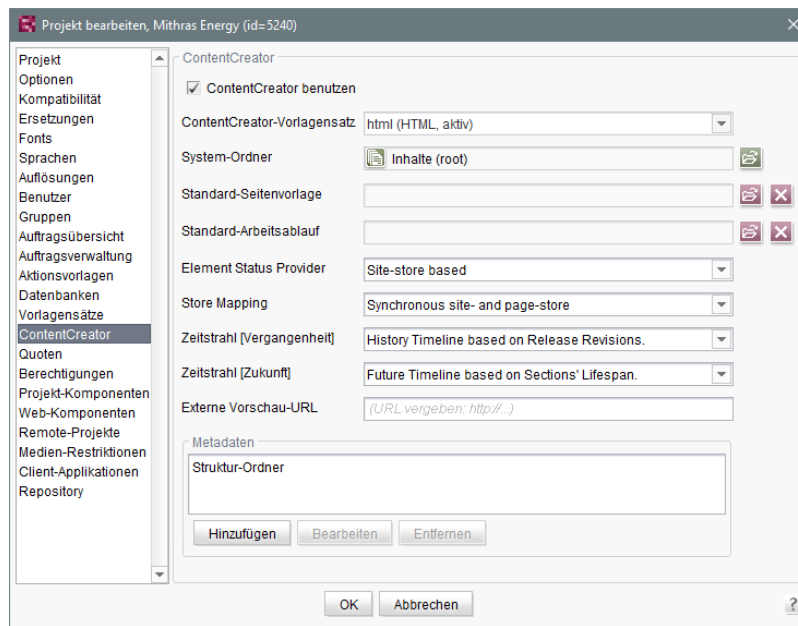 Projekt bearbeiten, Mithras Energy (id=5240)
Projekt
Optionen
Kompatibilität
Ersetzungen
Fonts
Sprachen
Auflösungen
Benutzer
Gruppen
Auftragsübersicht
Auftragsverwaltung
Aktionsvorlagen
Datenbanken
Vorlagensätze
ContentCreator
Quoten
Berechtigungen
Projekt-Komponenten
Web-Komponenten
Remote-Projekte
Medien-Restriktionen
Client-Applikationen
Repository
ContentCreator
ContentCreator benutzen
ContentCreator-Vorlagensatz html (HTML, aktiv)
System-Ordner Inhalte (root)
Standard-Seitenvorlage
Standard-Arbeitsablauf
Element Status Provider Site-store based
Store Mapping Synchronous site- and page-store
Zeitstrahl [Vergangenheit] History Timeline based on Release Revisions.
Zeitstrahl [Zukunft] Future Timeline based on Sections' Lifespan.
Externe Vorschau-URL (URL vergeben: http://...)
Metadaten
Struktur-Ordner
Hinzufügen Bearbeiten Entfernen
OK Abbrechen ?